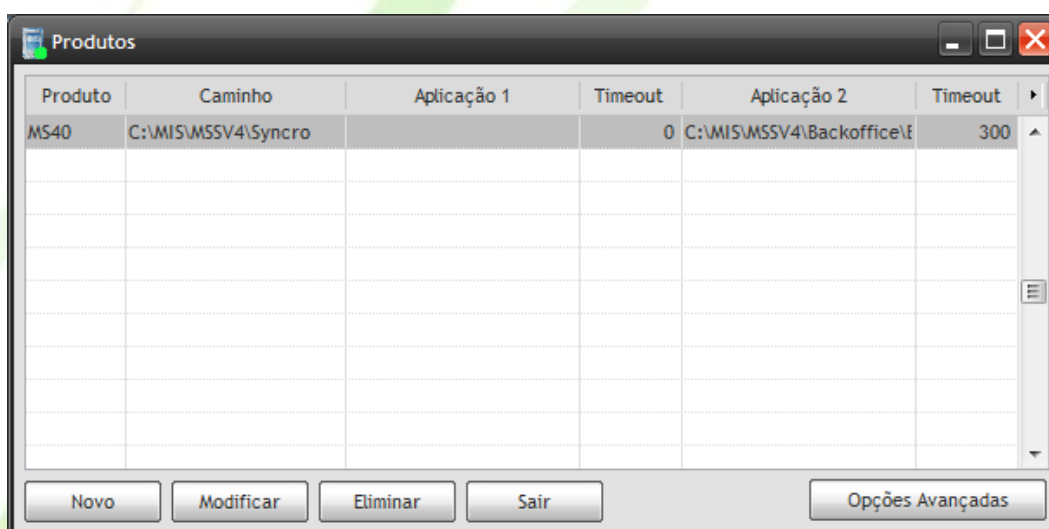 Produtos
Produto Caminho Aplicação 1 Timeout Aplicação 2 Timeout
MS40 C:\MIS\MSSV4\Syncro 0 C:\MIS\MSSV4\Backoffice\E 300
Novo Modificar Eliminar Sair Opções Avançadas